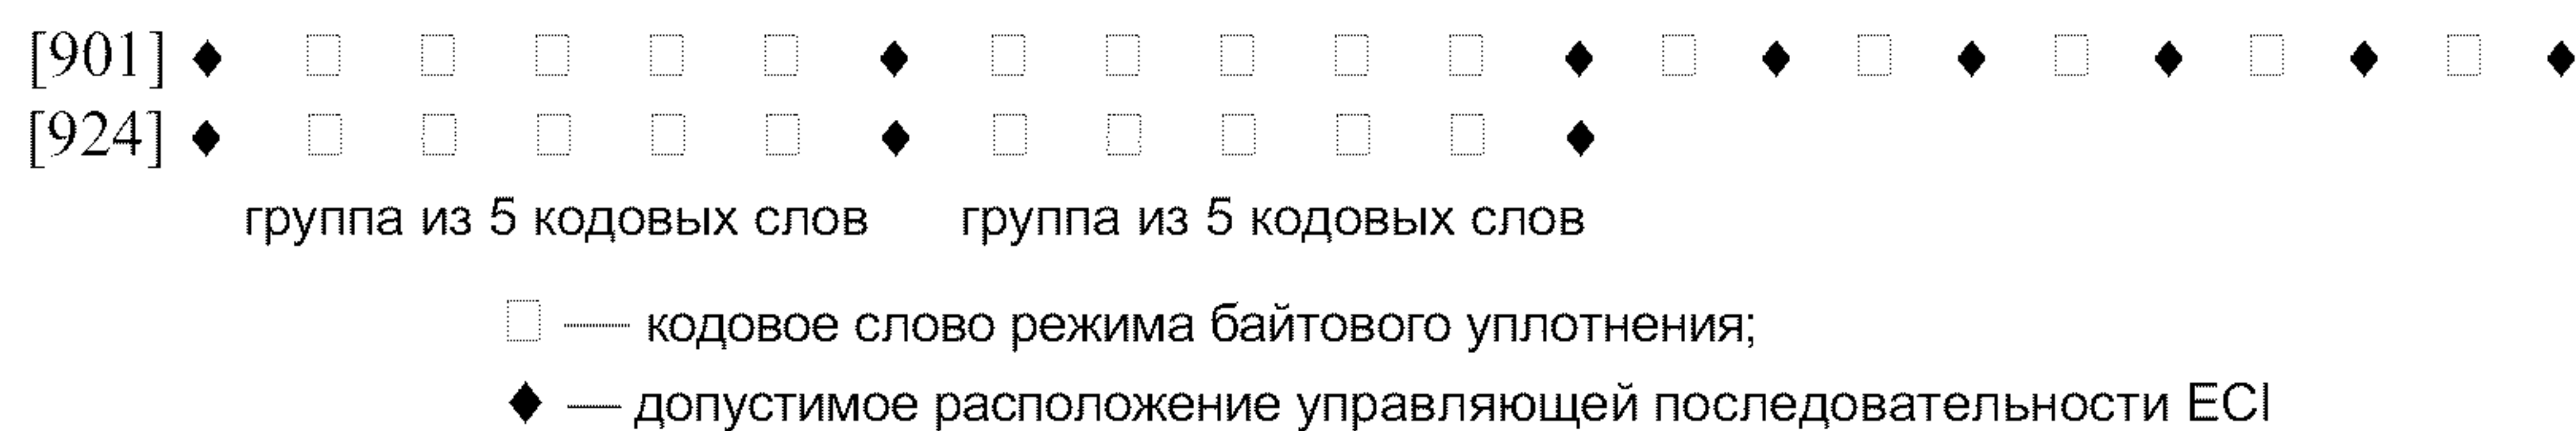 [901] ♦ □ □ □ □ □ ♦ □ □ □ □ □ ♦ □ ♦ □ ♦ □ ♦ □ ♦ □ ♦
[924] ♦ □ □ □ □ □ ♦ □ □ □ □ □ ♦
группа из 5 кодовых слов группа из 5 кодовых слов
□ — кодовое слово режима байтового уплотнения;
♦ — допустимое расположение управляющей последовательности ECI